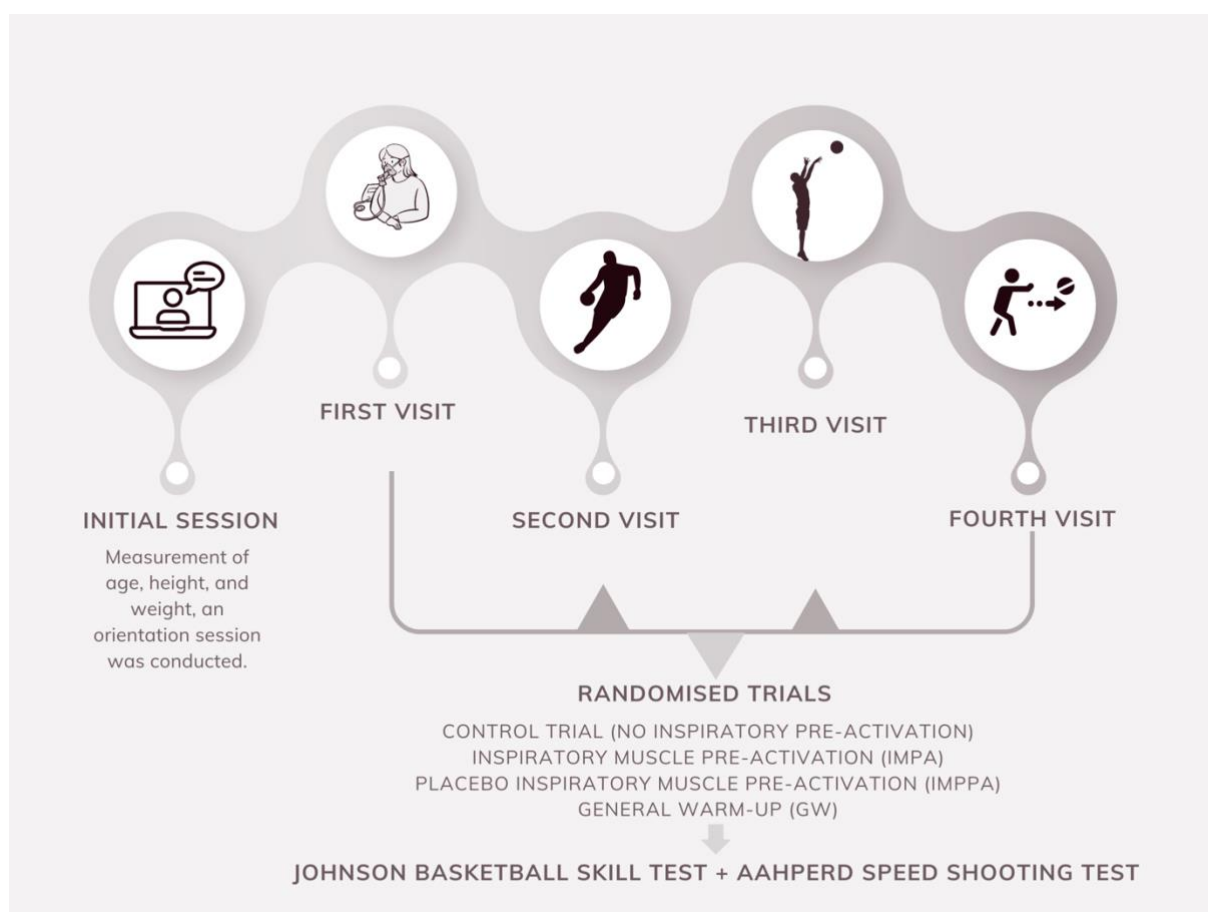 FIRST VISIT
THIRD VISIT
INITIAL SESSION
Measurement of
age, height, and
weight, an
orientation session
was conducted.
SECOND VISIT
FOURTH VISIT
RANDOMISED TRIALS
CONTROL TRIAL (NO INSPIRATORY PRE-ACTIVATION)
INSPIRATORY MUSCLE PRE-ACTIVATION (IMPA)
PLACEBO INSPIRATORY MUSCLE PRE-ACTIVATION (IMPPA)
GENERAL WARM-UP (GW)
JOHNSON BASKETBALL SKILL TEST + AAHPERD SPEED SHOOTING TEST